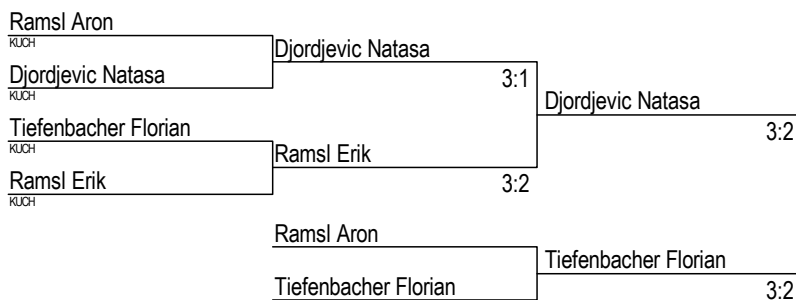 Ramsl Aron
KUCH
Djordjevic Natasa
Djordjevic Natasa
KUCH
3:1
Djordjevic Natasa
3:2
Tiefenbacher Florian
KUCH
Ramsl Erik
Ramsl Erik
KUCH
3:2
Ramsl Aron
Tiefenbacher Florian
Tiefenbacher Florian
3:2